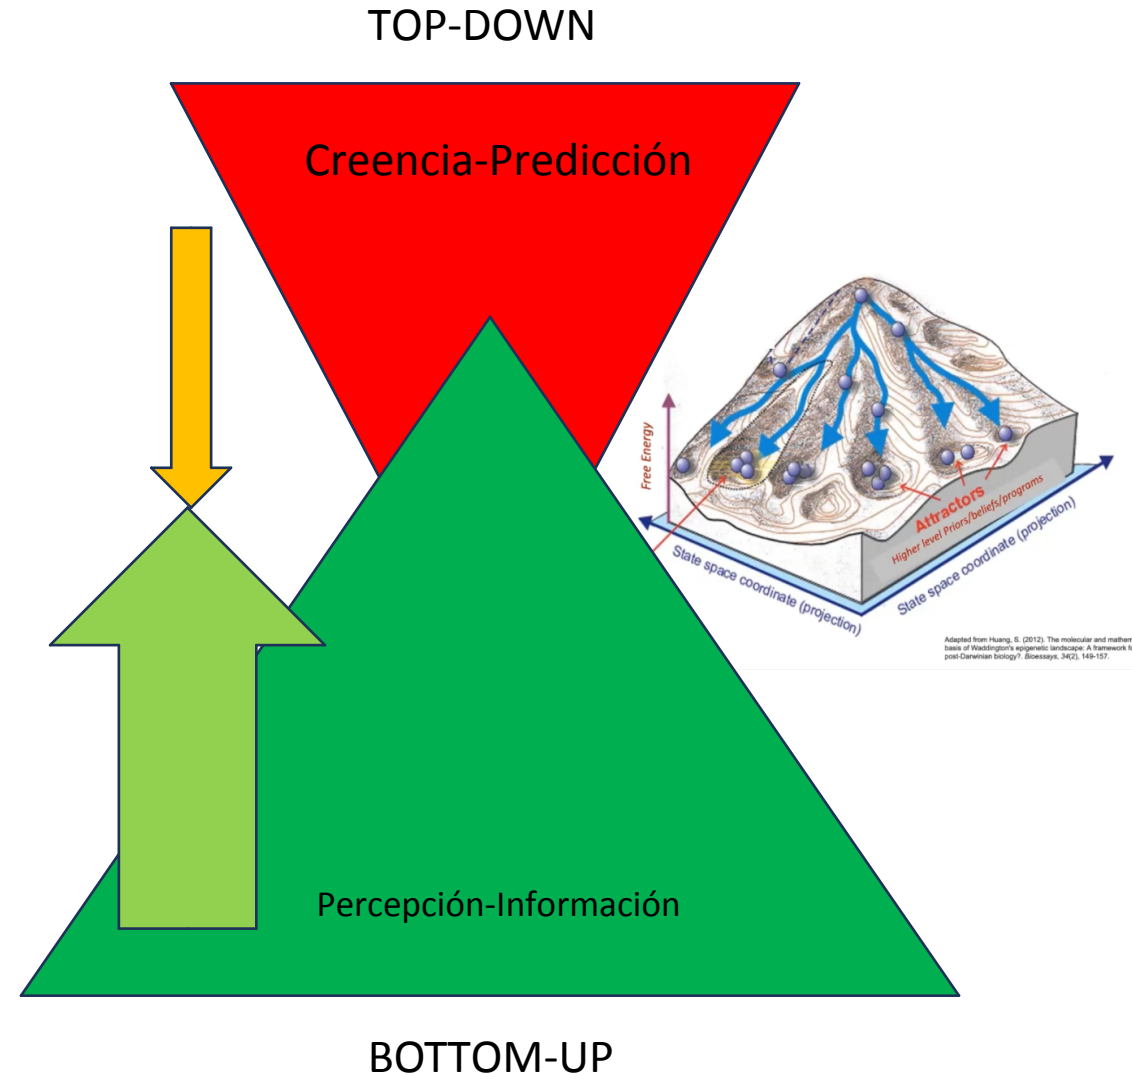 TOP-DOWN
Creencia-Predicción
Free Energy
Attractors
Higher level Priors/beliefs/programs
State space coordinate (projection)
State space coordinate (projection)
Adapted from Huang, S. (2012). The molecular and mathem
basis of Waddington's epigenetic landscape: A framework fo
post-Darwinian biology?. Bioessays, 34(2), 149-157.
Percepción-Información
BOTTOM-UP